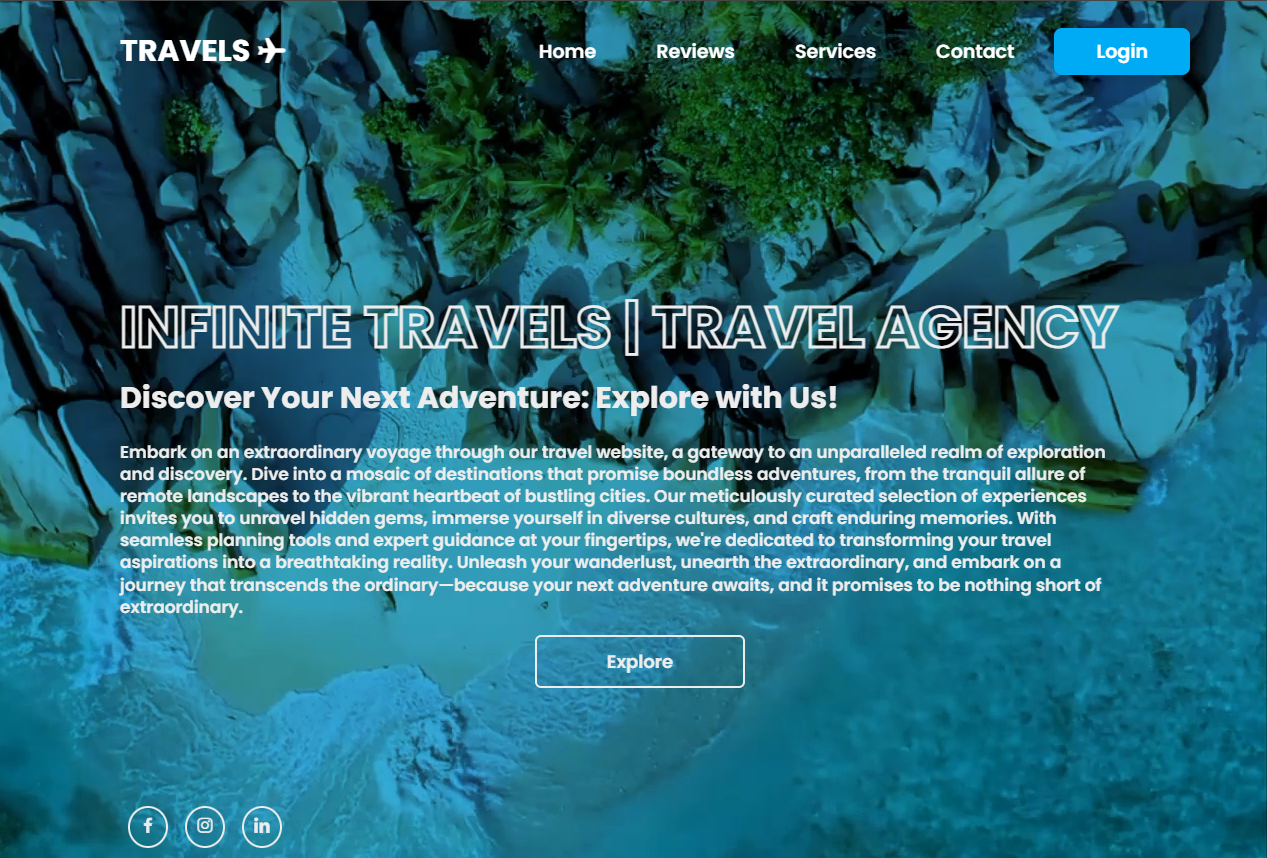 TRAVELS
Home
Reviews
Services
Contact
Login
INFINITE TRAVELS | TRAVEL AGENCY
Discover Your Next Adventure: Explore with Us!
Embark on an extraordinary voyage through our travel website, a gateway to an unparalleled realm of exploration
and discovery. Dive into a mosaic of destinations that promise boundless adventures, from the tranquil allure of
remote landscapes to the vibrant heartbeat of bustling cities. Our meticulously curated selection of experiences
invites you to unravel hidden gems, immerse yourself in diverse cultures, and craft enduring memories. With
seamless planning tools and expert guidance at your fingertips, we're dedicated to transforming your travel
aspirations into a breathtaking reality. Unleash your wanderlust, unearth the extraordinary, and embark on a
journey that transcends the ordinary—because your next adventure awaits, and it promises to be nothing short of
extraordinary.
Explore